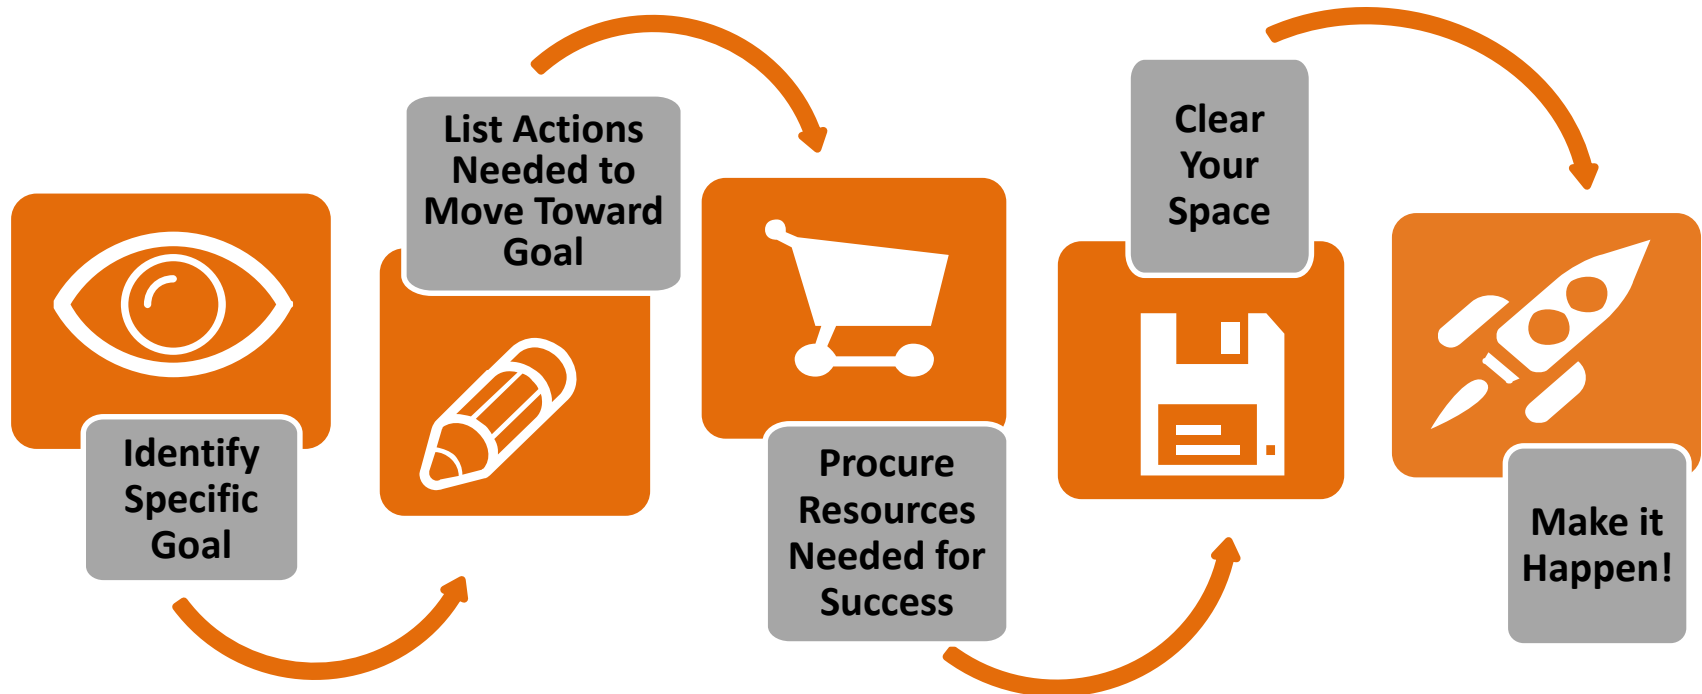 Identify
Specific
Goal
List Actions
Needed to
Move Toward
Goal
Procure
Resources
Needed for
Success
Clear
Your
Space
Make it
Happen!